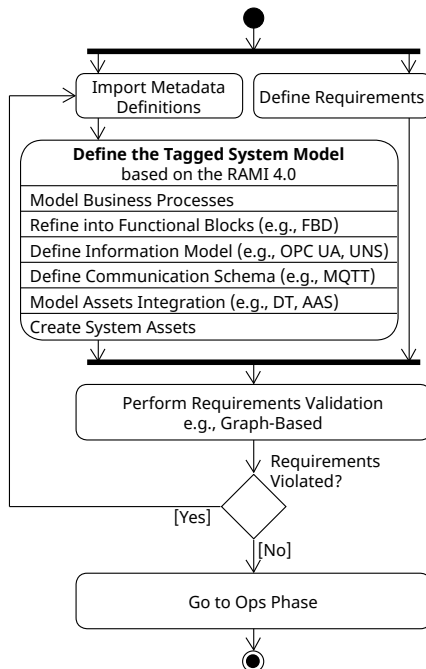 Import Metadata
Definitions
Define Requirements
Define the Tagged System Model
based on the RAMI 4.0
Model Business Processes
Refine into Functional Blocks (e.g., FBD)
Define Information Model (e.g., OPC UA, UNS)
Define Communication Schema (e.g., MQTT)
Model Assets Integration (e.g., DT, AAS)
Create System Assets
Perform Requirements Validation
e.g., Graph-Based
Requirements
Violated?
[Yes]
[No]
Go to Ops Phase